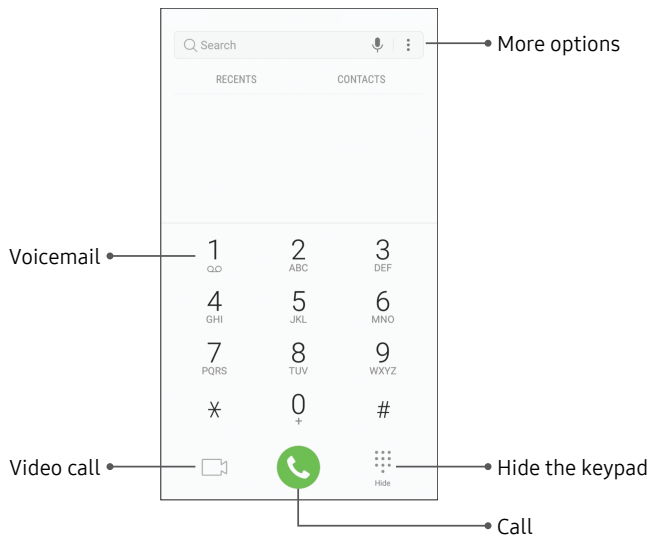 Search
More options
RECENTS CONTACTS
Voicemail
1 2 3
ABC DEF
4 5 6
GHI JKL MNO
7 8 9
PQRS TUV WXYZ
* 0 #
+
Video call
Hide the keypad
Hide
Call